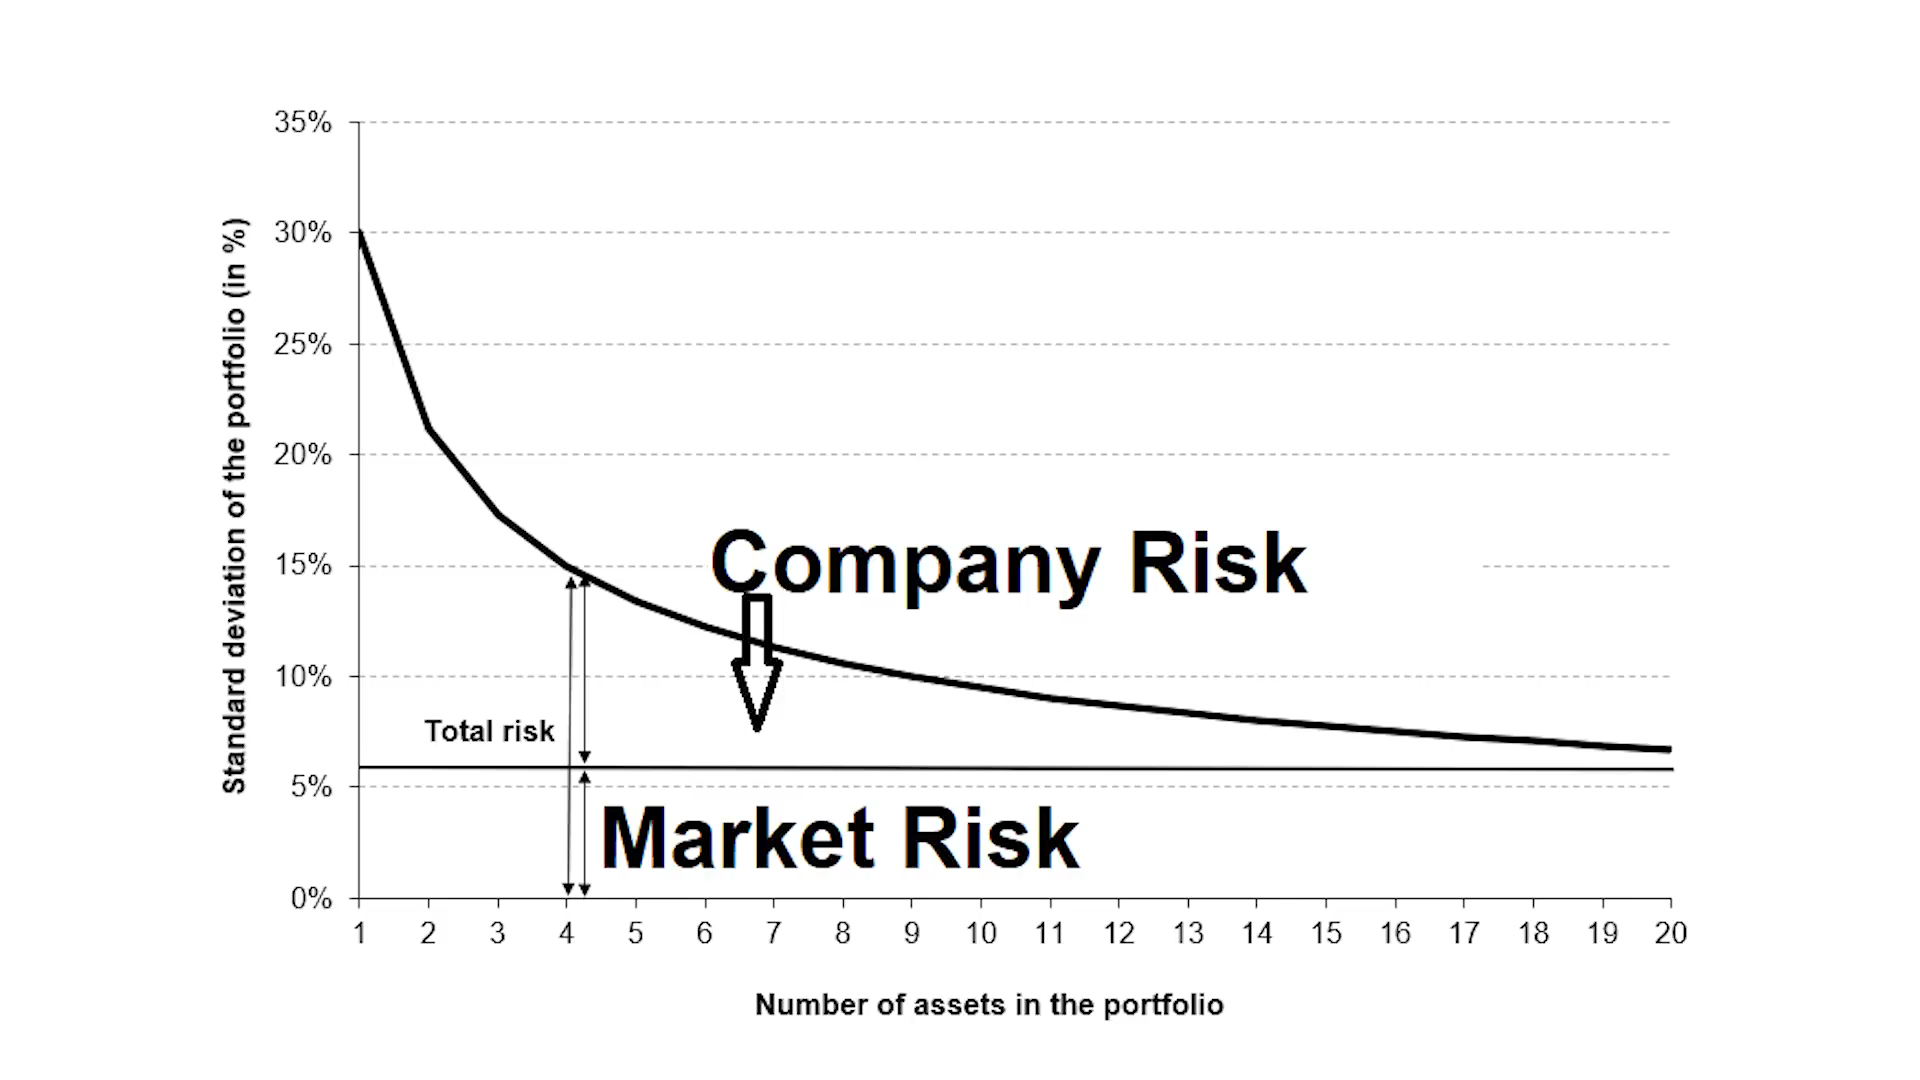 35%
30%
25%
20%
15%
10%
5%
0%
Standard deviation of the portfolio (in %)
Company Risk
Total risk
Market Risk
1 2 3 4 5 6 7 8 9 10 11 12 13 14 15 16 17 18 19 20
Number of assets in the portfolio